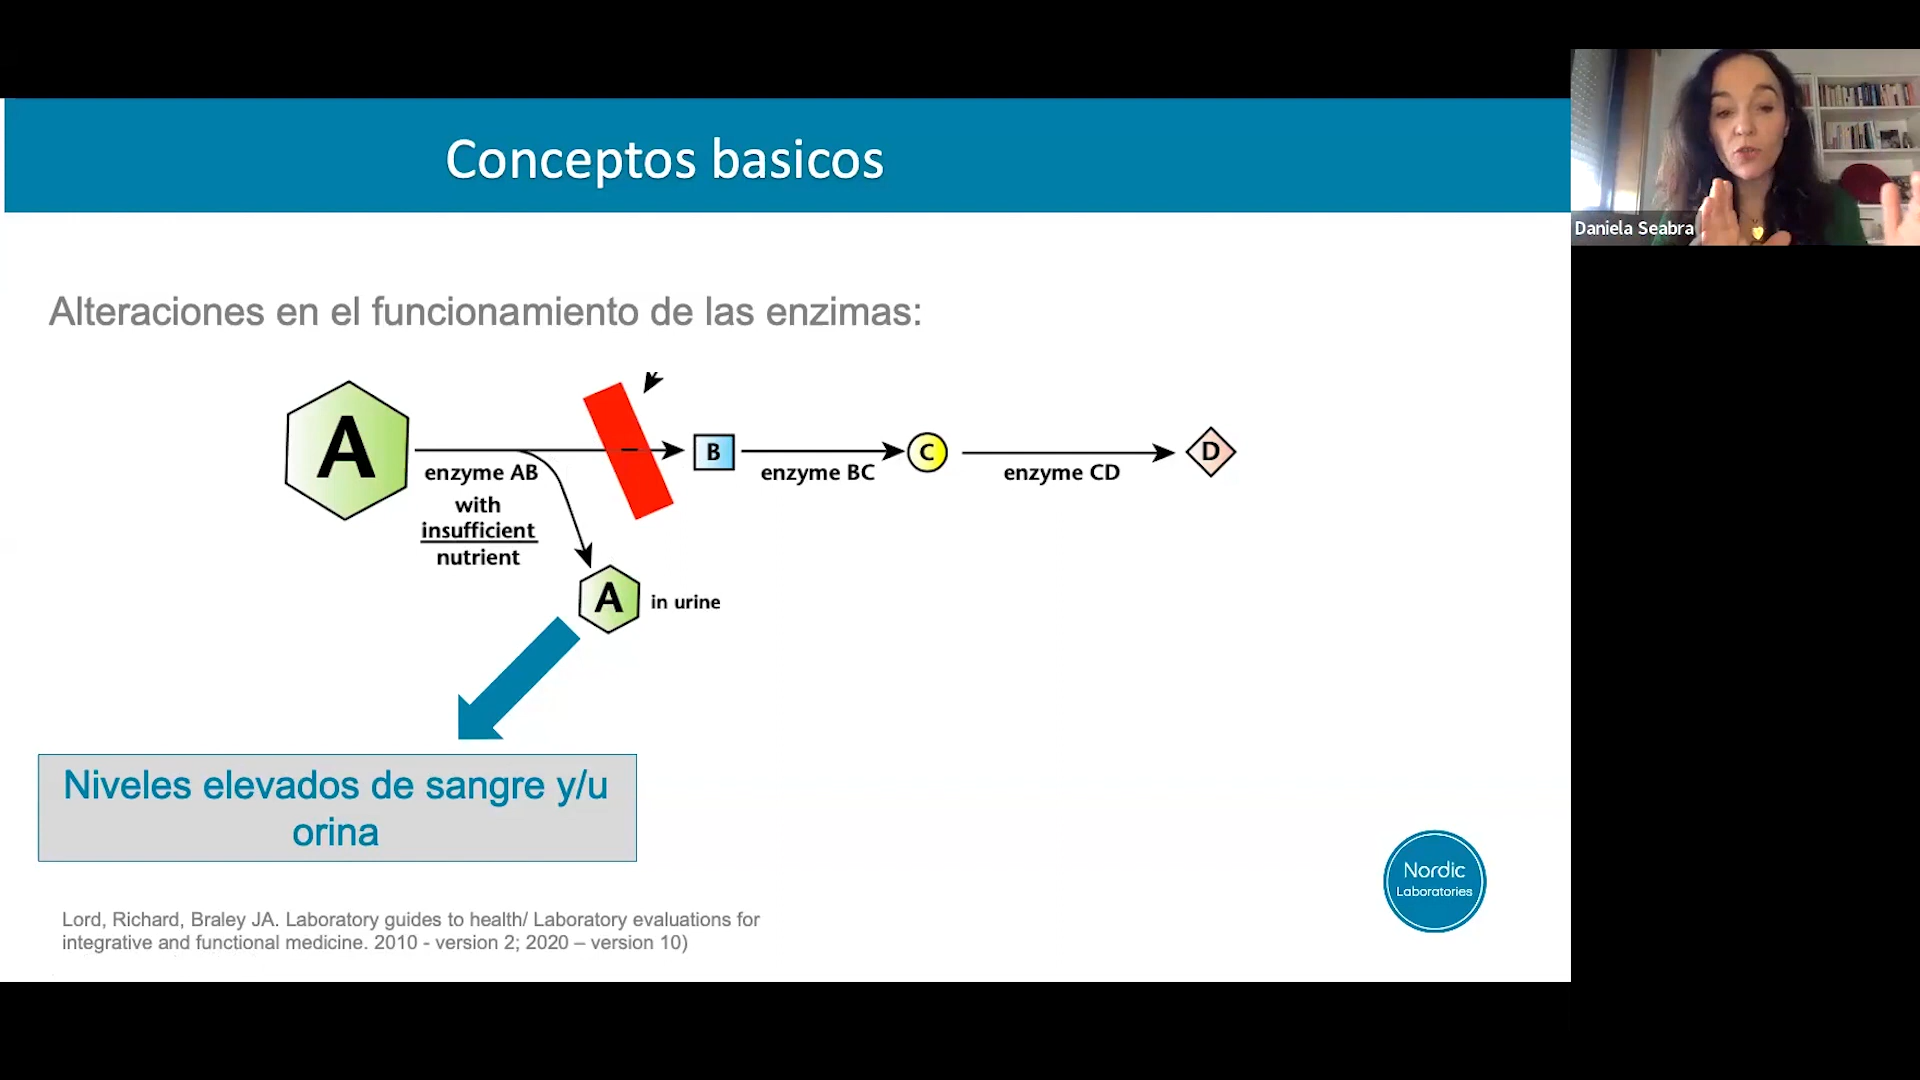 Conceptos basicos
Daniela Seabra
Alteraciones en el funcionamiento de las enzimas:
A
enzyme AB
with
insufficient
nutrient
B
enzyme BC
C
enzyme CD
D
A
in urine
Niveles elevados de sangre y/u
orina
Nordic
Laboratories
Lord, Richard, Braley JA. Laboratory guides to health/ Laboratory evaluations for
integrative and functional medicine. 2010 - version 2; 2020 – version 10)